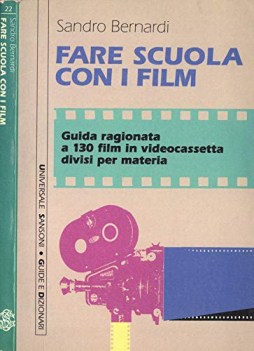 22
Sandro Bernardi
FARE SCUOLA CON I FILM
Sandro Bernardi
FARE SCUOLA
CON I FILM
Guida ragionata
a 130 film in videocassetta
divisi per materia
UNIVERSALE SANSONI • GUIDE E DIZIONARI